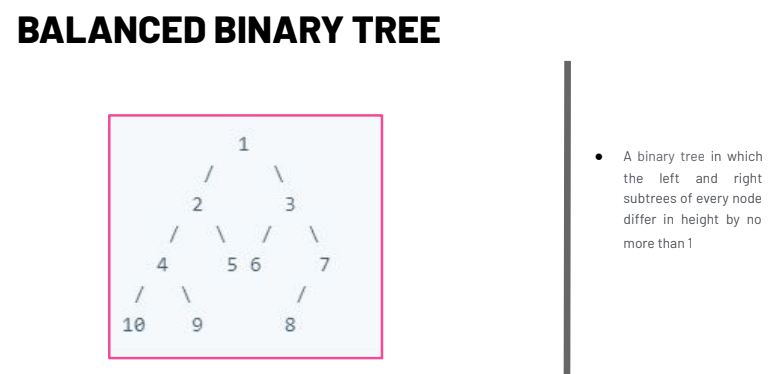 BALANCED BINARY TREE
1
/ \
2 3
/ \ / \
4 5 6 7
/ \ /
10 9 8
● A binary tree in which
the left and right
subtrees of every node
differ in height by no
more than 1